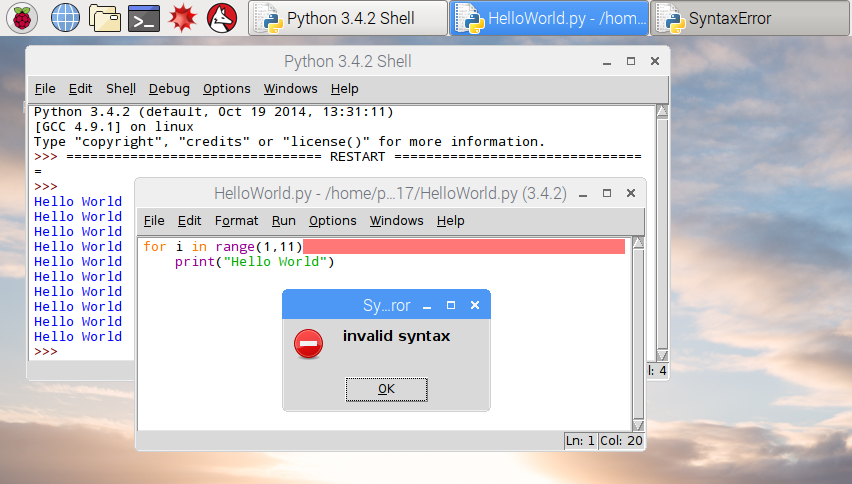 Python 3.4.2 Shell
HelloWorld.py - /hom...
SyntaxError
Python 3.4.2 Shell
File Edit Shell Debug Options Windows Help
Python 3.4.2 (default, Oct 19 2014, 13:31:11)
[GCC 4.9.1] on linux
Type "copyright", "credits" or "license()" for more information.
>>> ================================ RESTART ===============================
=
>>>
Hello World
Hello World
Hello World
Hello World
Hello World
Hello World
Hello World
Hello World
Hello World
Hello World
>>>
l: 4
HelloWorld.py - /home/p...17/HelloWorld.py (3.4.2)
File Edit Format Run Options Windows Help
for i in range(1,11)
    print("Hello World")
Sy...ror
invalid syntax
OK
Ln: 1 Col: 20